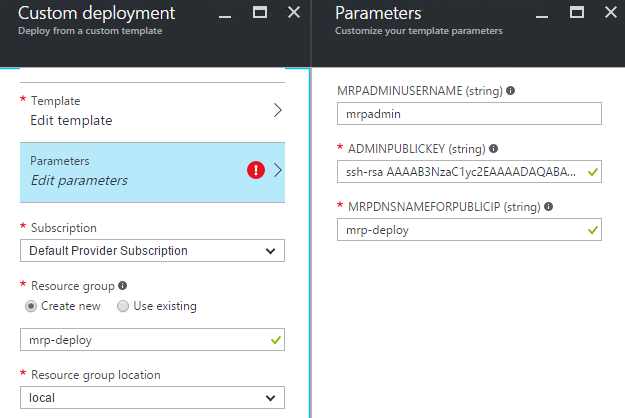 Custom deployment
Deploy from a custom template
* Template
Edit template
Parameters
Edit parameters
* Subscription
Default Provider Subscription
* Resource group
Create new
Use existing
mrp-deploy
* Resource group location
local
Parameters
Customize your template parameters
MRPADMINUSERNAME (string)
mrpadmin
* ADMINPUBLICKEY (string)
ssh-rsa AAAAB3NzaC1yc2EAAAADAQABA...
* MRPDNSNAMEFORPUBLICIP (string)
mrp-deploy